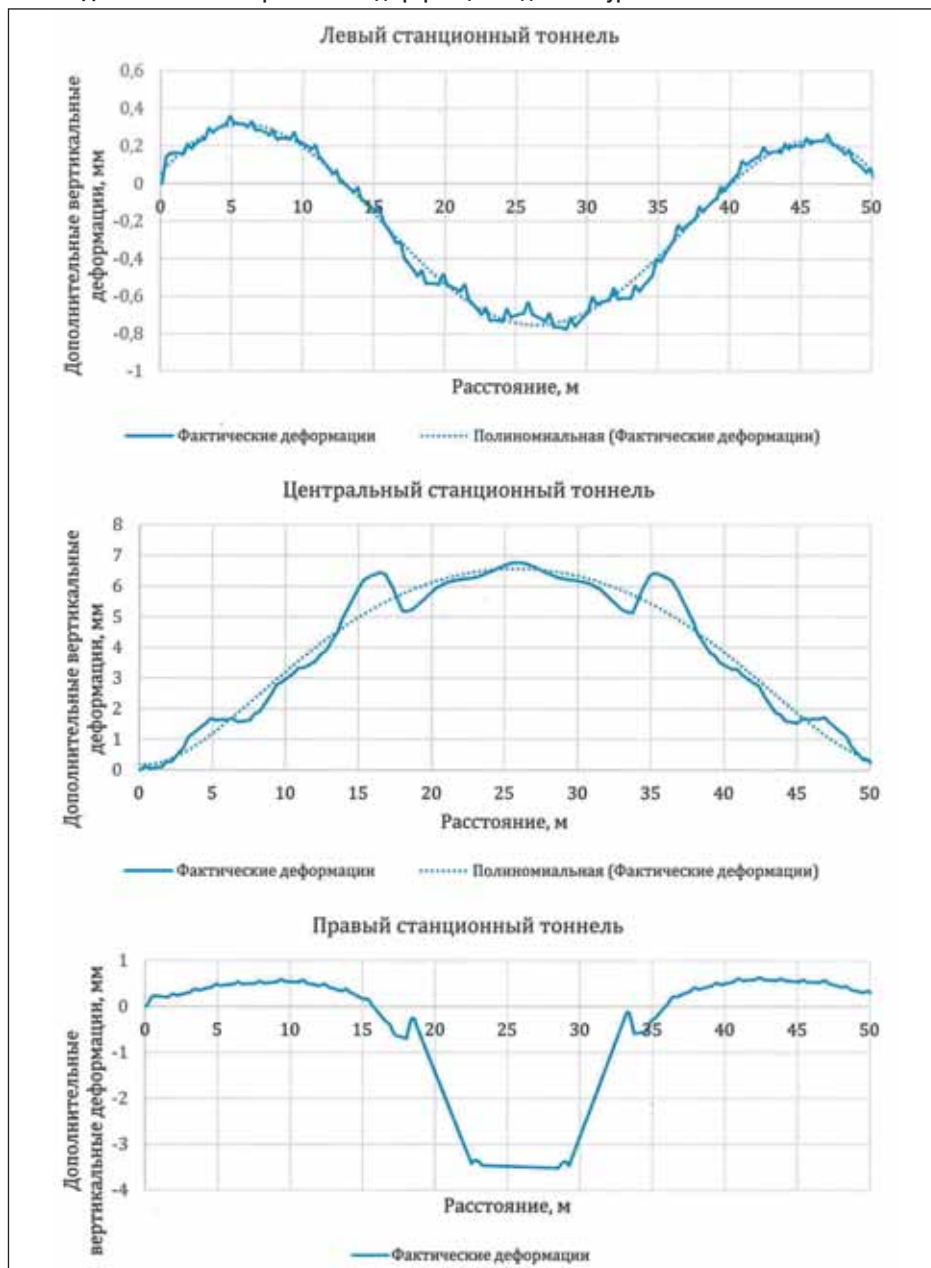 Левый станционный тоннель
Дополнительные вертикальные
деформации, мм
0,6
0,4
0,2
0
-0,2
-0,4
-0,6
-0,8
-1
0 5 10 15 20 25 30 35 40 45 50
Расстояние, м
Фактические деформации Полиномиальная (Фактические деформации)
Центральный станционный тоннель
Дополнительные вертикальные
деформации, мм
8
7
6
5
4
3
2
1
0
0 5 10 15 20 25 30 35 40 45 50
Расстояние, м
Фактические деформации Полиномиальная (Фактические деформации)
Правый станционный тоннель
Дополнительные
вертикальные деформации, мм
1
0
-1
-2
-3
-4
0 5 10 15 20 25 30 35 40 45 50
Расстояние, м
Фактические деформации